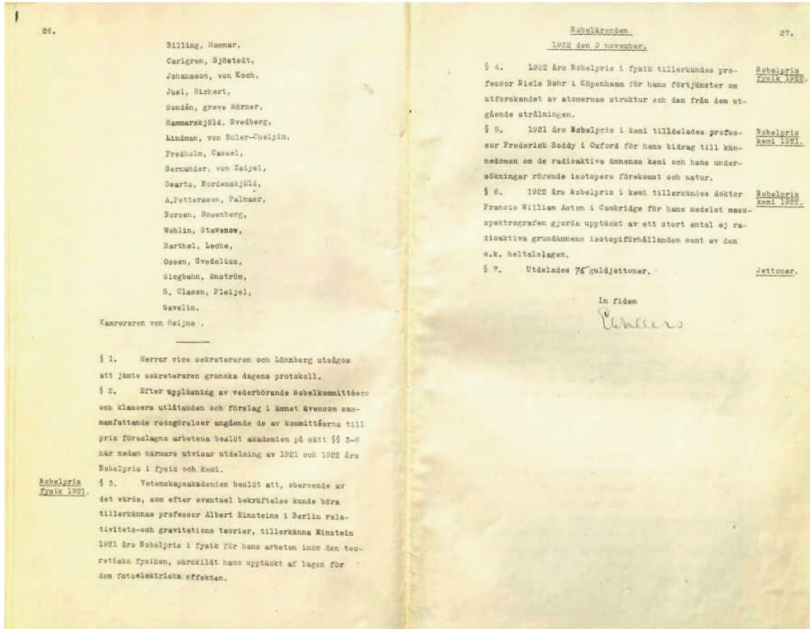 26.
Billing, Hammar,
Carlgren, Sjöstedt,
Johansson, von Koch,
Juel, Richert,
Sondén, greve Mörner,
Hammarskjöld, Svedberg,
Lindman, von Euler-Chelpin,
Fredholm, Cassel,
Sernander, von Zeipel,
Swartz, Nordenskjöld,
A.Pettersson, Palmær,
Noreen, Rosenberg,
Wohlin, Stavenow,
Barthel, Leche,
Oseen, Svedelius,
Siegbahn, Enström,
P. Clason, Pleijel,
Gavelin.
Kamreraren von Heijne .
§ 1. Herrar vice sekreteraren och Lönnberg utsågos
att jämte sekreteraren granska dagens protokoll.
§ 2. Efter uppläsning av vederbörande Nobelkommittéers
och klassers utlåtanden och förslag i ämnet ävensom sam-
manfattande redogörelser angående de av kommittéerna till
pris föreslagna arbetena beslöt akademien på sätt §§ 3-6
här nedan närmare utvisar utdelning av 1921 och 1922 års
Nobelpris i fysik och kemi.
Nobelpris
fysik 1921.
§ 3. Vetenskapsakademien beslöt att, oberoende av
det värde, som efter eventuel bekräftelse kunde böra
tillerkännas professor Albert Einsteins i Berlin rela-
tivitets-och gravitations teorier, tillerkänna Einstein
1921 års Nobelpris i fysik för hans arbeten inom den teo-
retiska fysiken, särskildt hans upptäckt af lagen för
den fotoelektriska effekten.
Nobelärenden
27.
1922 den 9 november.
§ 4. 1922 års Nobelpris i fysik tillerkändes pro-
fessor Niels Bohr i Köpenhamn för hans förtjänster om
utforskandet av atomernas struktur och den från dem ut-
gående strålningen.
Nobelpris
fysik 1922.
§ 5. 1921 års Nobelpris i kemi tilldelades profes-
sor Frederick Soddy i Oxford för hans bidrag till kän-
nedomen om de radioaktiva ämnenas kemi och hans under-
sökningar rörande isotopers förekomst och natur.
Nobelpris
kemi 1921.
§ 6. 1922 års Nobelpris i kemi tillerkändes doktor
Francis William Aston i Cambridge för hans medelst mass-
spektrografen gjorda upptäckt av ett stort antal ej ra-
dioaktiva grundämnens isotopiförhållanden samt av den
s.k. heltalslagen.
Nobelpris
kemi 1922.
§ 7. Utdelades 75 guldjettoner.
Jettoner.
In fidem